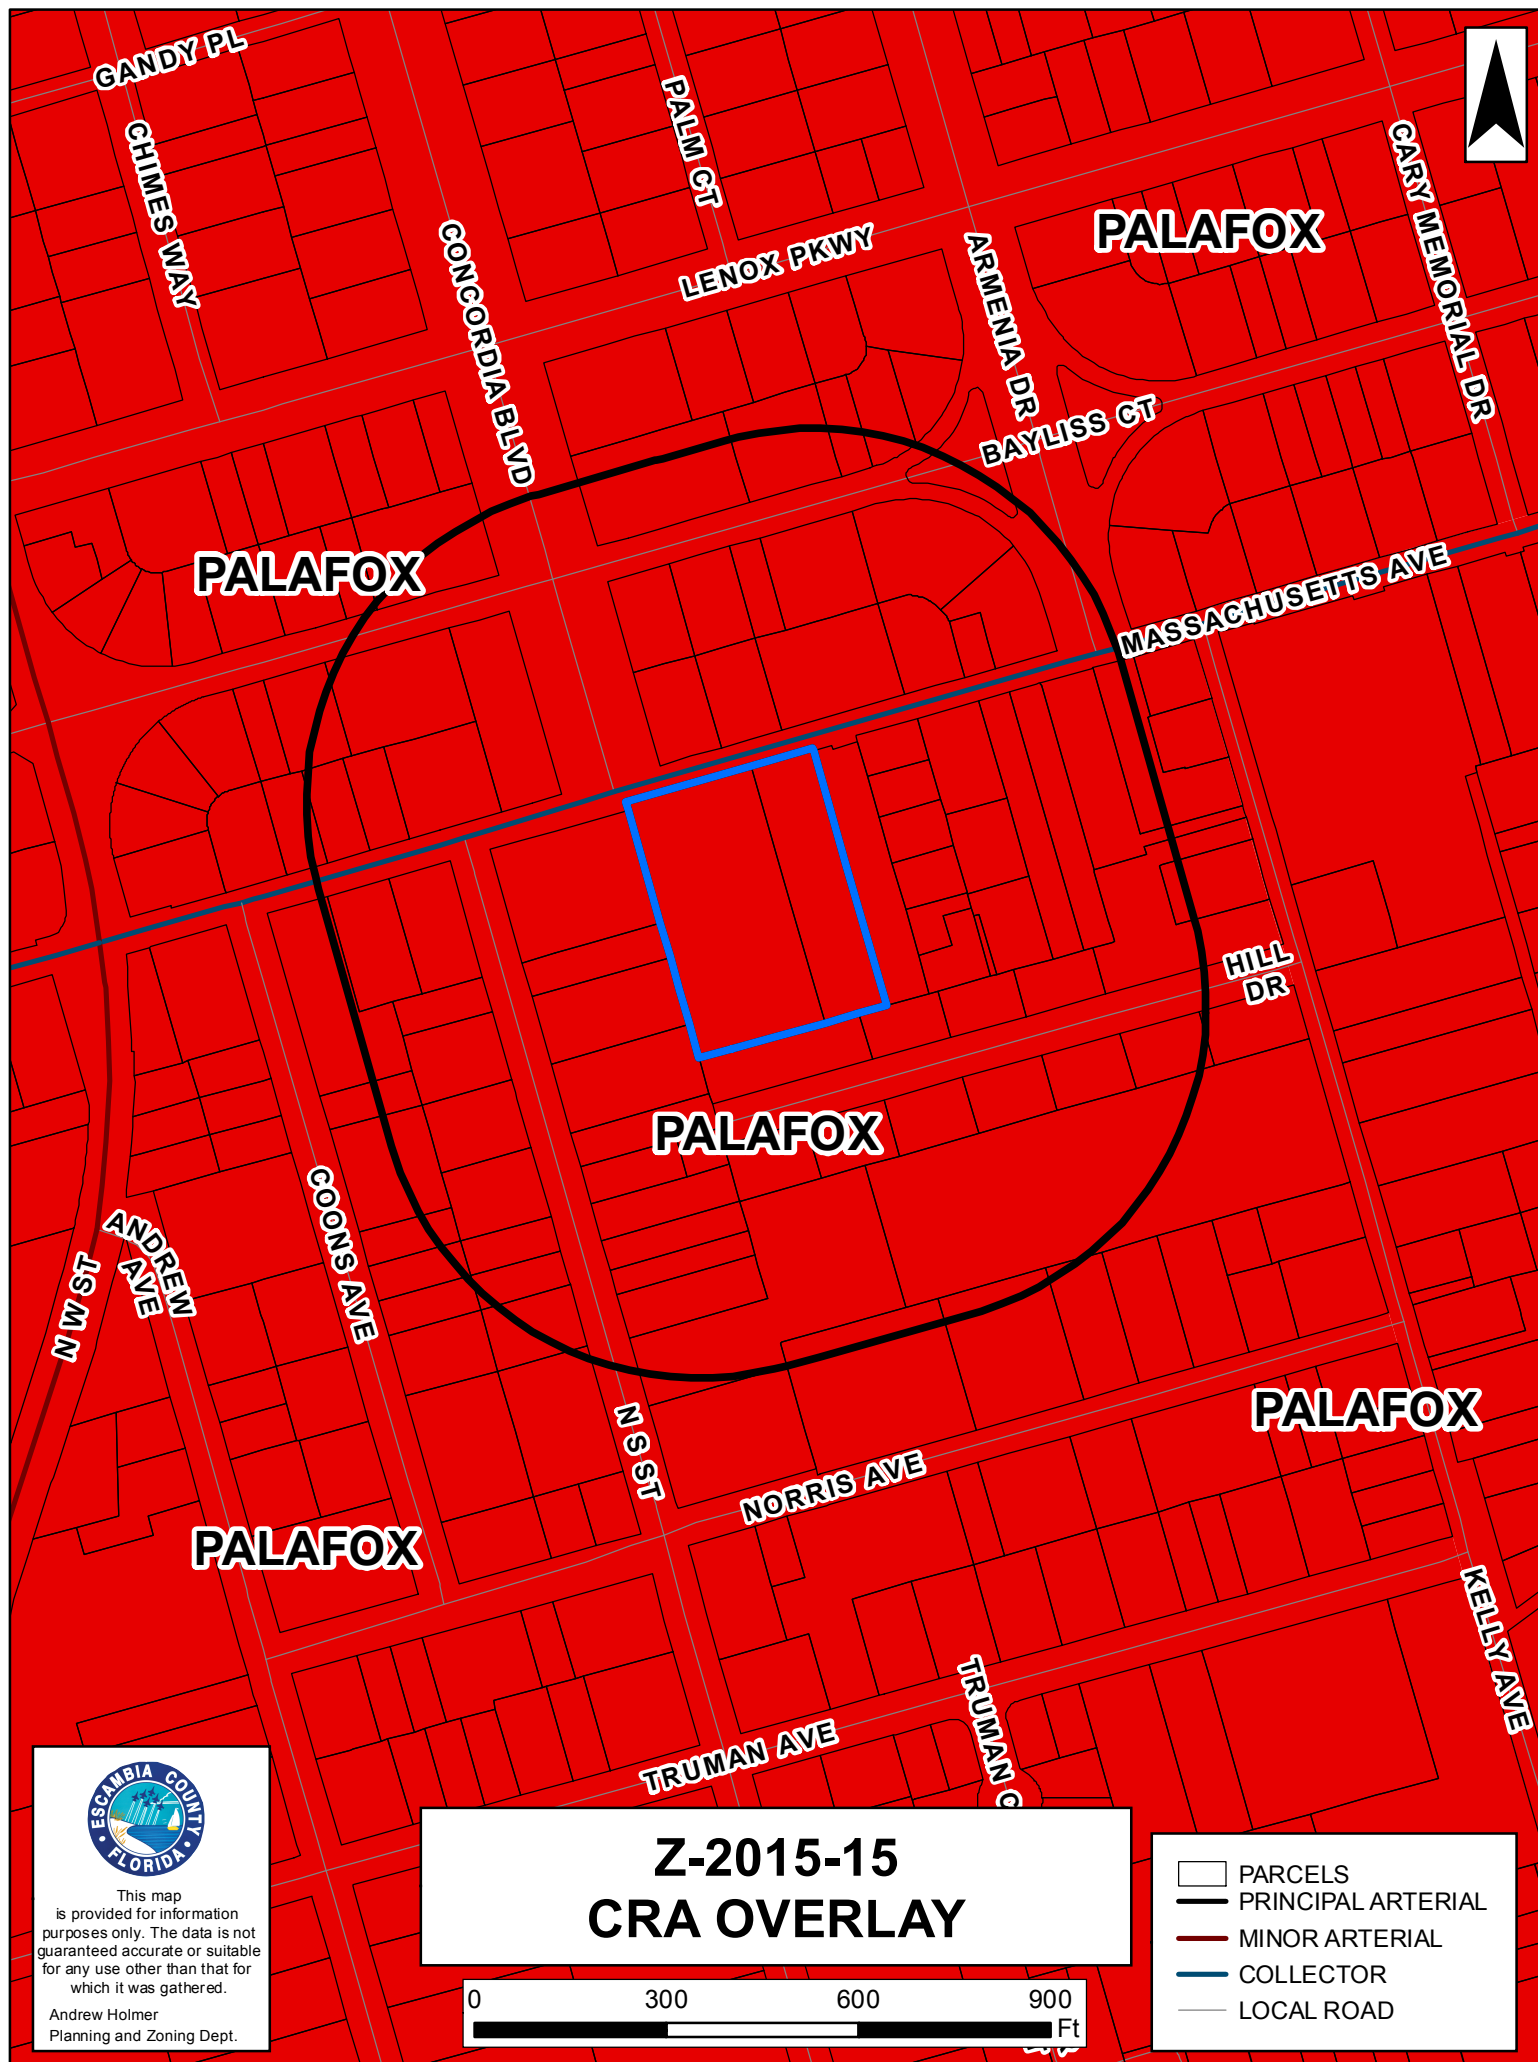 GANDY PL
CHIMES WAY
PALM CT
CONCORDIA BLVD
LENOX PKWY
ARMENIA DR
PALAFOX
CARY MEMORIAL DR
BAYLISS CT
PALAFOX
MASSACHUSETTS AVE
HILL
DR
PALAFOX
COONS AVE
ANDREW
AVE
N W ST
PALAFOX
N S ST
NORRIS AVE
PALAFOX
KELLY AVE
TRUMAN AVE
TRUMAN C
ESCAMBIA COUNTY
FLORIDA
This map
is provided for information
purposes only. The data is not
guaranteed accurate or suitable
for any use other than that for
which it was gathered.
Andrew Holmer
Planning and Zoning Dept.
Z-2015-15
CRA OVERLAY
0 300 600 900
Ft
PARCELS
PRINCIPAL ARTERIAL
MINOR ARTERIAL
COLLECTOR
LOCAL ROAD